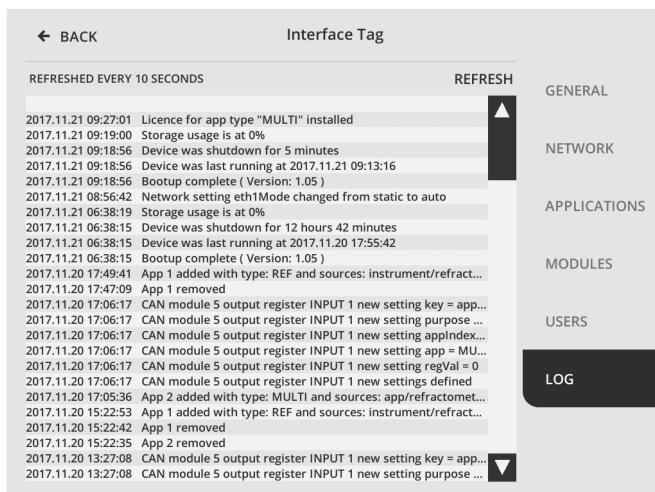 BACK
Interface Tag
REFRESHED EVERY 10 SECONDS
REFRESH
2017.11.21 09:27:01 Licence for app type "MULTI" installed
2017.11.21 09:19:00 Storage usage is at 0%
2017.11.21 09:18:56 Device was shutdown for 5 minutes
2017.11.21 09:18:56 Device was last running at 2017.11.21 09:13:16
2017.11.21 09:18:56 Bootup complete ( Version: 1.05 )
2017.11.21 08:56:42 Network setting eth1Mode changed from static to auto
2017.11.21 06:38:19 Storage usage is at 0%
2017.11.21 06:38:15 Device was shutdown for 12 hours 42 minutes
2017.11.21 06:38:15 Device was last running at 2017.11.20 17:55:42
2017.11.21 06:38:15 Bootup complete ( Version: 1.05 )
2017.11.20 17:49:41 App 1 added with type: REF and sources: instrument/refract...
2017.11.20 17:47:09 App 1 removed
2017.11.20 17:06:17 CAN module 5 output register INPUT 1 new setting key = app...
2017.11.20 17:06:17 CAN module 5 output register INPUT 1 new setting purpose ...
2017.11.20 17:06:17 CAN module 5 output register INPUT 1 new setting appIndex...
2017.11.20 17:06:17 CAN module 5 output register INPUT 1 new setting app = MU...
2017.11.20 17:06:17 CAN module 5 output register INPUT 1 new setting regVal = 0
2017.11.20 17:06:17 CAN module 5 output register INPUT 1 new settings defined
2017.11.20 17:05:36 App 2 added with type: MULTI and sources: app/refractomet...
2017.11.20 15:22:53 App 1 added with type: REF and sources: instrument/refract...
2017.11.20 15:22:42 App 1 removed
2017.11.20 15:22:35 App 2 removed
2017.11.20 13:27:08 CAN module 5 output register INPUT 1 new setting key = app...
2017.11.20 13:27:08 CAN module 5 output register INPUT 1 new setting purpose ...
GENERAL
NETWORK
APPLICATIONS
MODULES
USERS
LOG